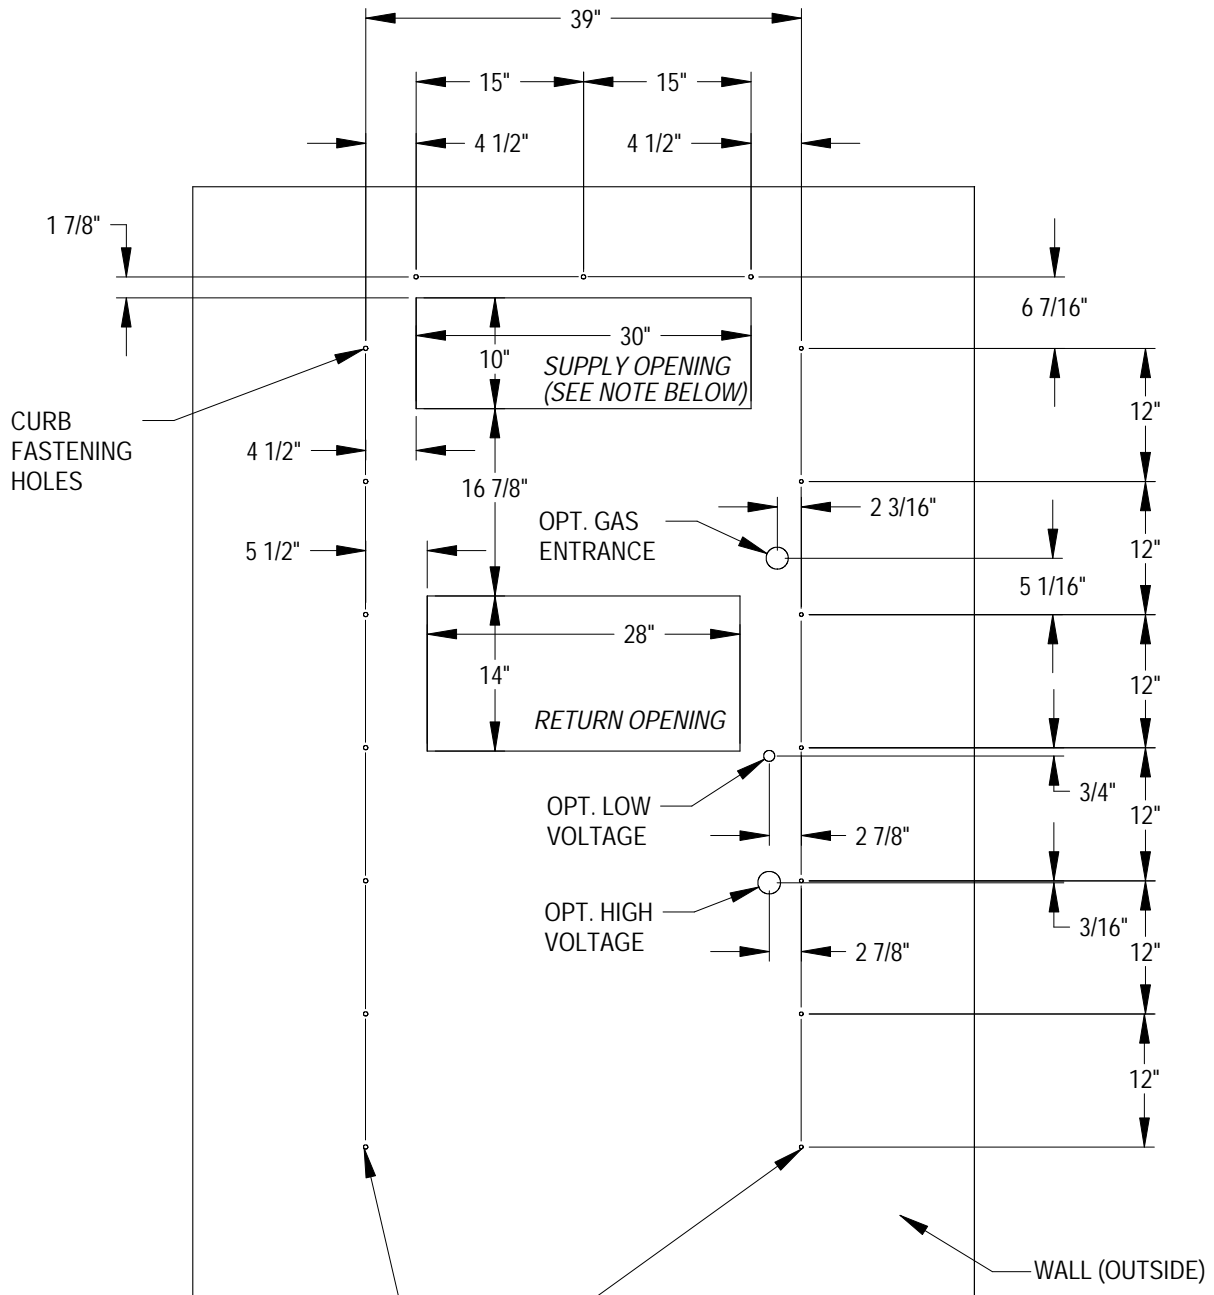 39"
15"
15"
4 1/2"
4 1/2"
1 7/8"
6 7/16"
30"
10"
SUPPLY OPENING
(SEE NOTE BELOW)
12"
CURB
FASTENING
HOLES
4 1/2"
16 7/8"
2 3/16"
OPT. GAS
ENTRANCE
12"
5 1/2"
5 1/16"
28"
14"
12"
RETURN OPENING
3/4"
OPT. LOW
VOLTAGE
12"
2 7/8"
OPT. HIGH
VOLTAGE
3/16"
2 7/8"
12"
12"
WALL (OUTSIDE)